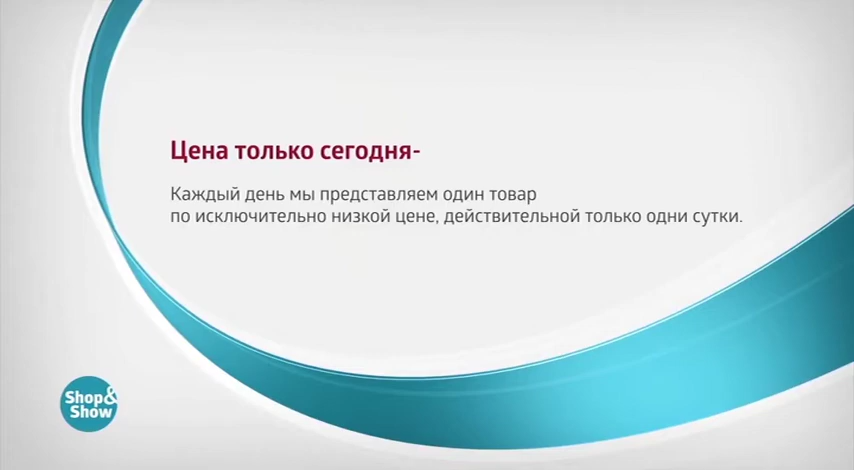 Цена только сегодня-
Каждый день мы представляем один товар
по исключительно низкой цене, действительной только одни сутки.
Shop&
Show